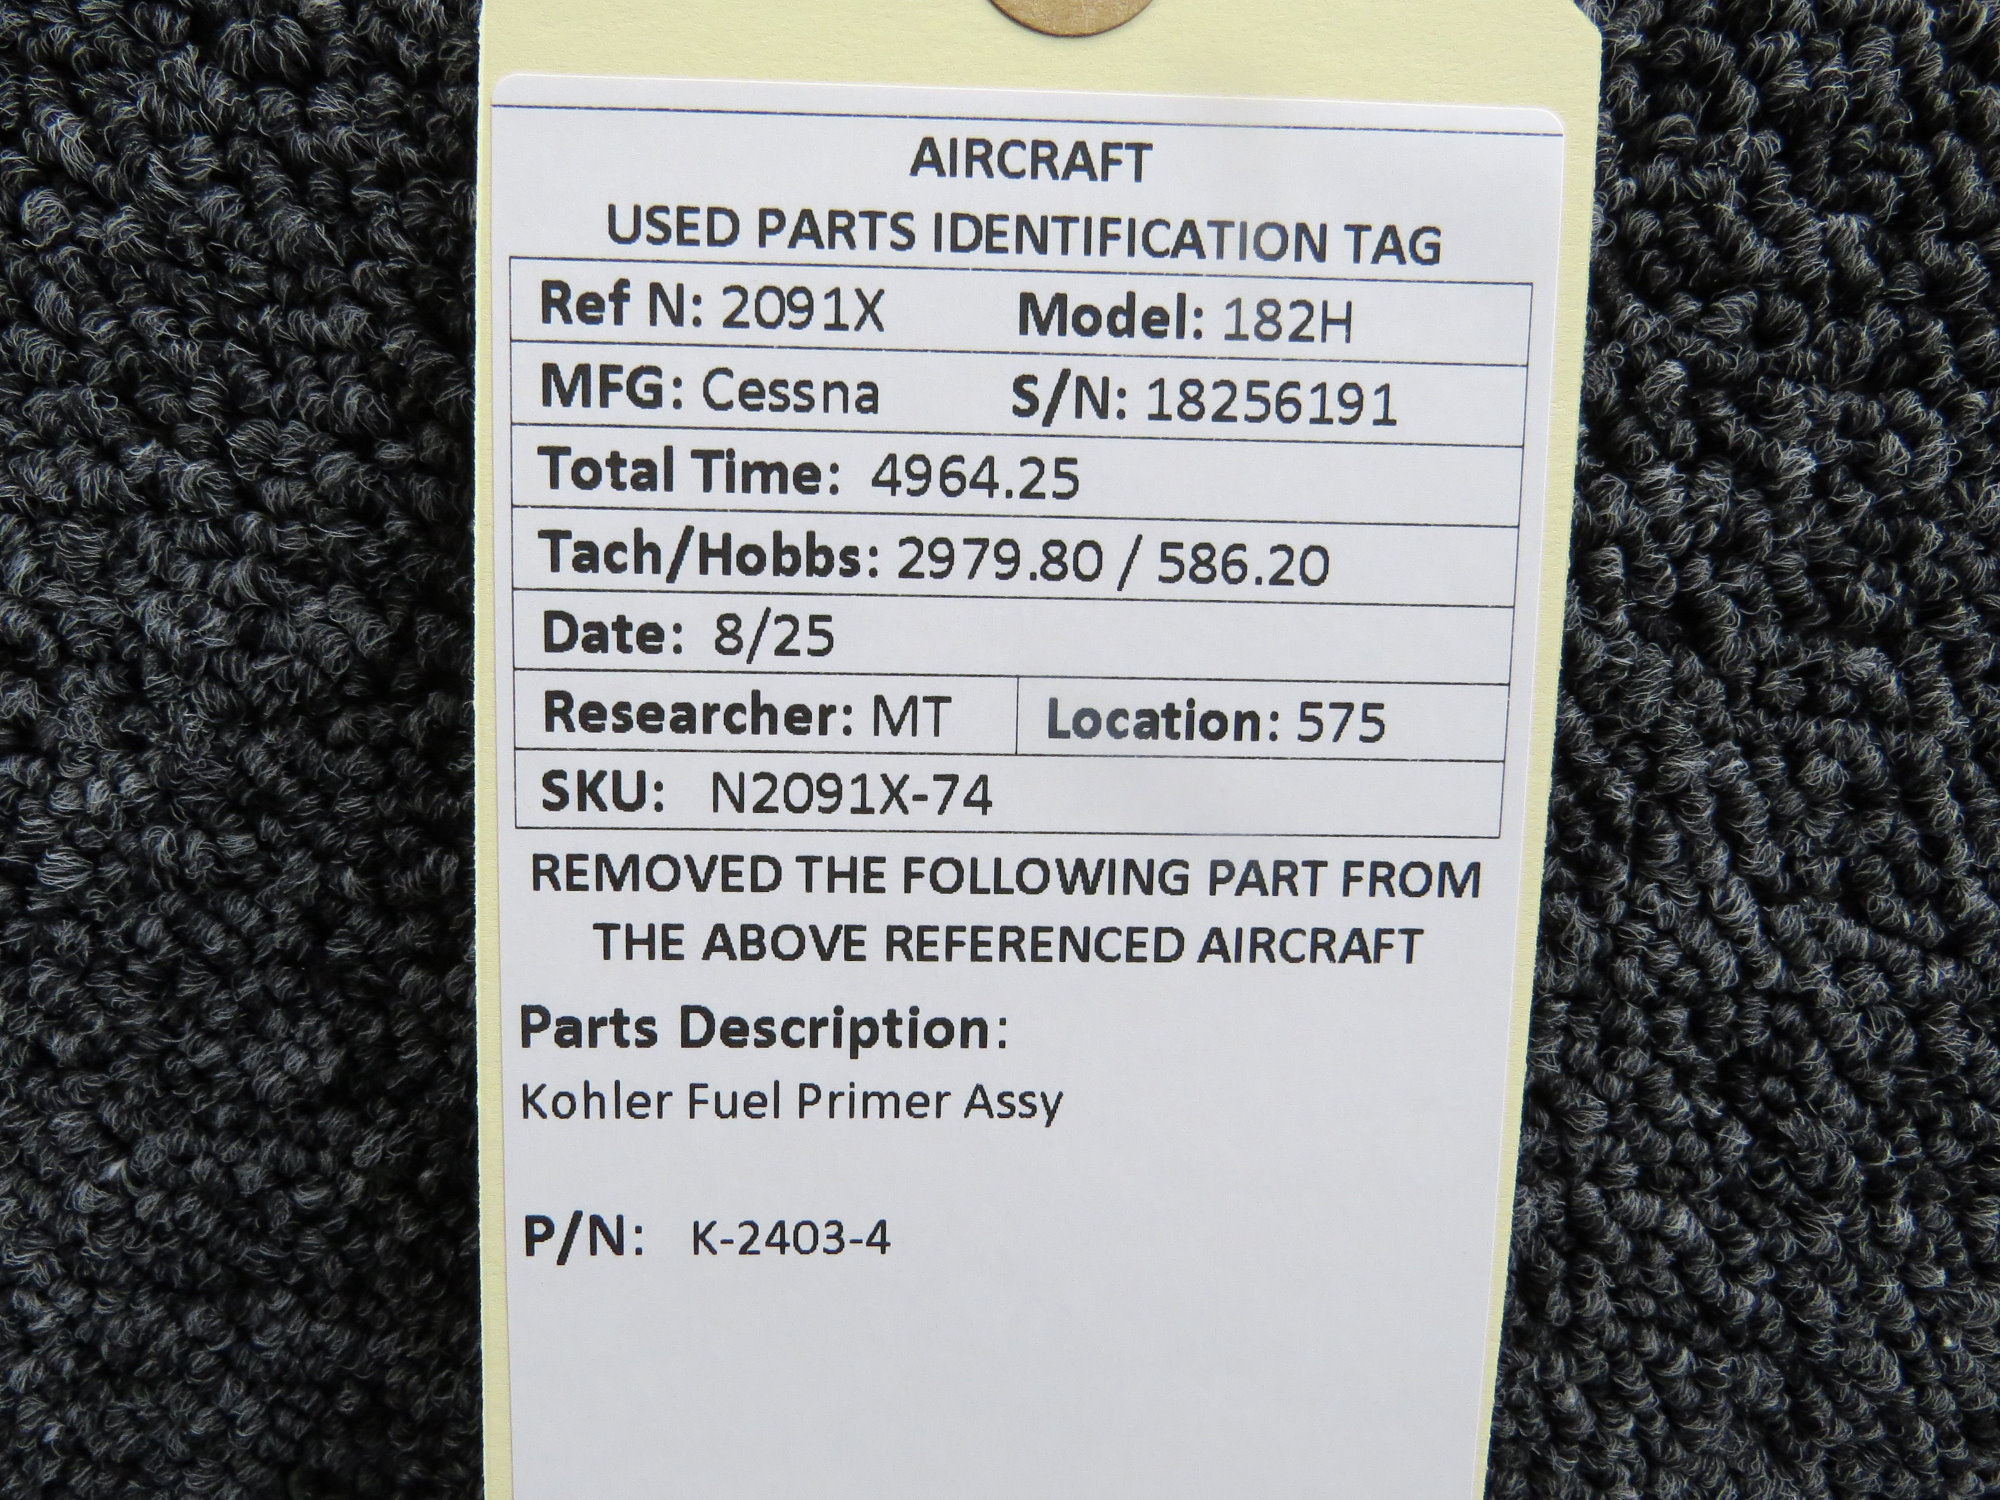 AIRCRAFT
USED PARTS IDENTIFICATION TAG
Ref N: 2091X Model: 182H
MFG: Cessna S/N: 18256191
Total Time: 4964.25
Tach/Hobbs: 2979.80 / 586.20
Date: 8/25
Researcher: MT Location: 575
SKU: N2091X-74
REMOVED THE FOLLOWING PART FROM
THE ABOVE REFERENCED AIRCRAFT
Parts Description:
Kohler Fuel Primer Assy
P/N: K-2403-4